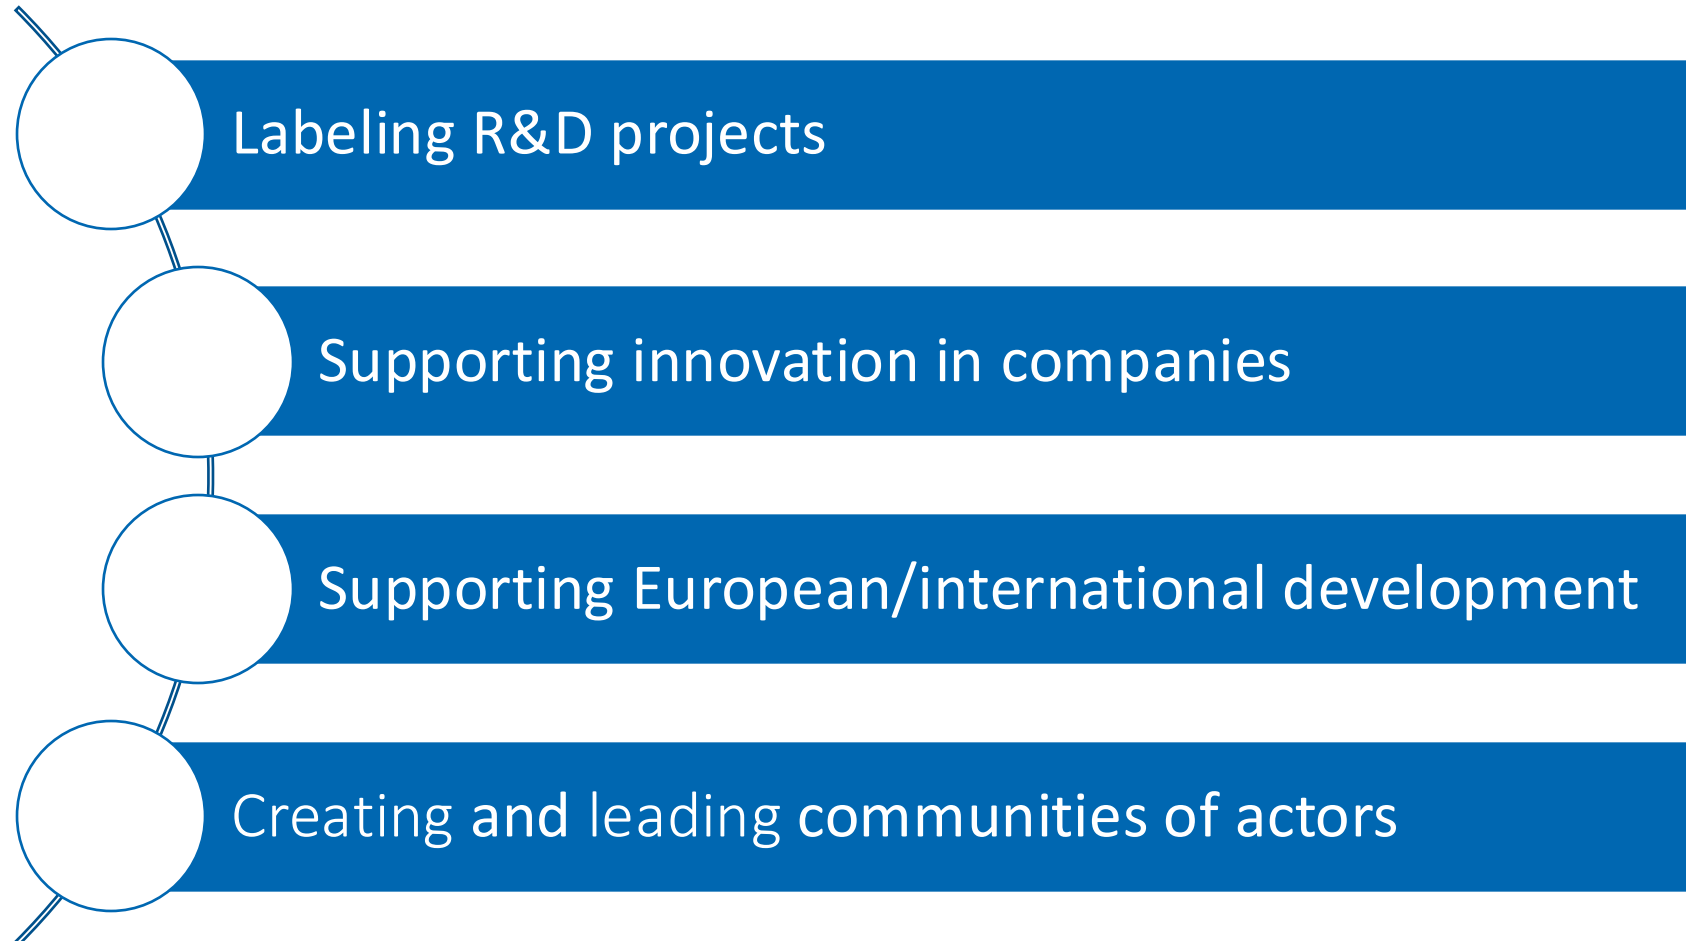 Labeling R&D projects
Supporting innovation in companies
Supporting European/international development
Creating and leading communities of actors